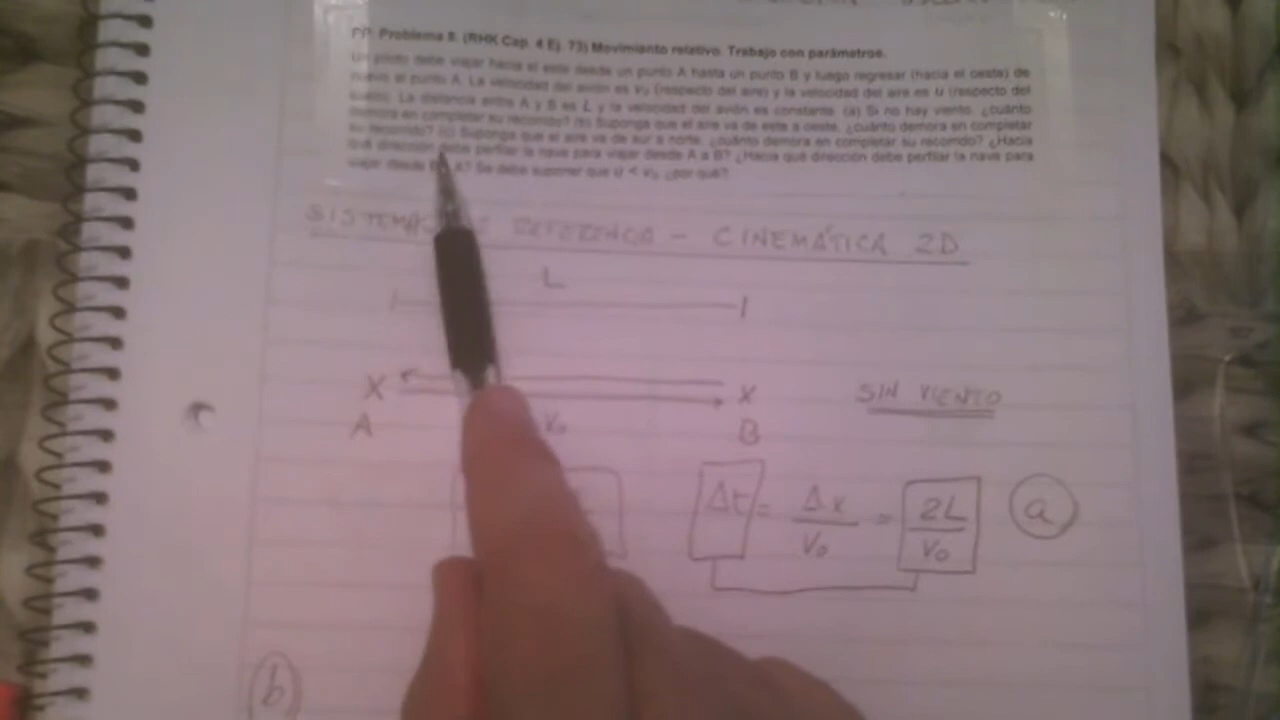 Problema 8. (RHK Cap. 4 Ej. 73) Movimiento relativo. Trabajo con parámetros.
Un piloto debe viajar hacia el este desde un punto A hasta un punto B y luego regresar (hacia el oeste) de
nuevo al punto A. La velocidad del avión es V₀ (respecto del aire) y la velocidad del aire es U (respecto del
suelo). La distancia entre A y B es L y la velocidad del avión es constante. (a) Si no hay viento, ¿cuánto
demora en completar su recorrido? (b) Suponga que el aire va de este a oeste, ¿cuánto demora en completar
su recorrido? (c) Suponga que el aire va de sur a norte, ¿cuánto demora en completar su recorrido? ¿Hacia
qué dirección debe perfilar la nave para viajar desde A a B? ¿Hacia qué dirección debe perfilar la nave para
viajar desde B A? Se debe suponer que U < V₀ ¿por qué?
SISTEMAS REFERENCIA - CINEMÁTICA 2D
L
X X SIN VIENTO
A V₀ B
Δt = Δx/V₀ = 2L/V₀ a
b